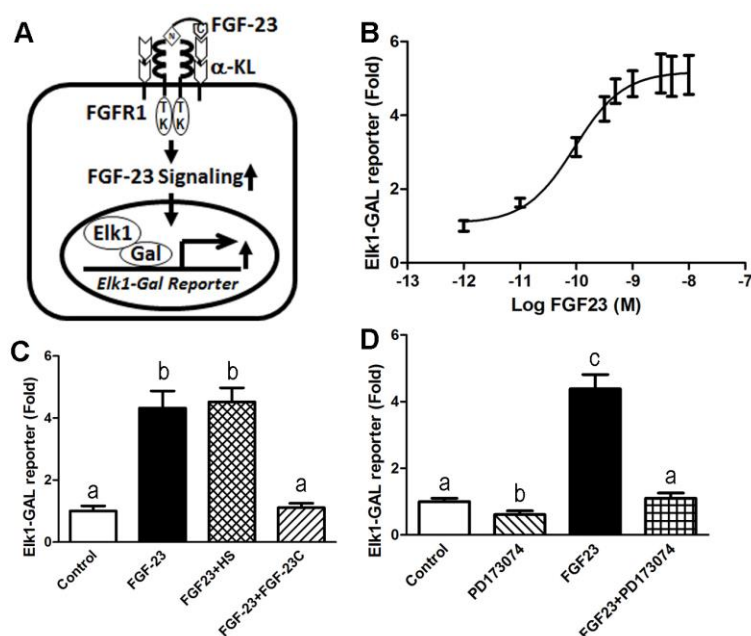 A
FGF-23
N
C
α-KL
FGFR1
T T
K K
FGF-23 Signaling
Elk1
Gal
Elk1-Gal Reporter
B
Elk1-GAL reporter (Fold)
6
4
2
0
-13 -12 -11 -10 -9 -8 -7
Log FGF23 (M)
C
Elk1-GAL reporter (Fold)
6
4
2
0
a
b
b
a
Control
FGF-23
FGF23+HS
FGF-23+FGF-23C
D
Elk1-GAL reporter (Fold)
6
4
2
0
a
b
c
a
Control
PD173074
FGF23
FGF23+PD173074